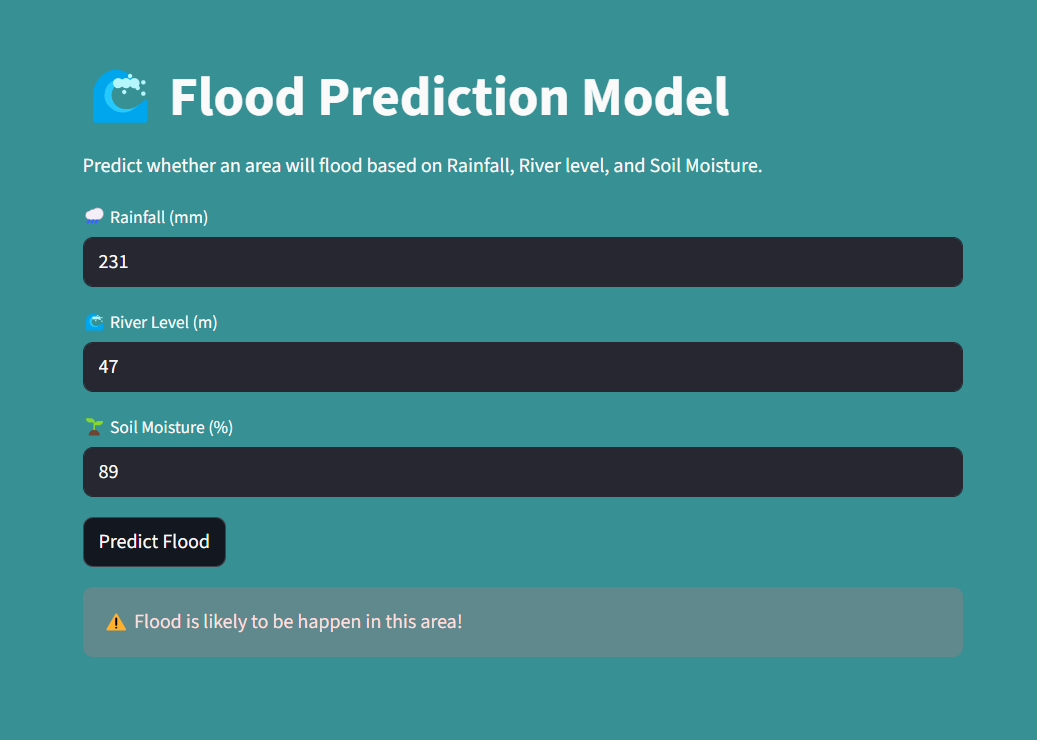 Flood Prediction Model
Predict whether an area will flood based on Rainfall, River level, and Soil Moisture.
Rainfall (mm)
231
River Level (m)
47
Soil Moisture (%)
89
Predict Flood
Flood is likely to be happen in this area!